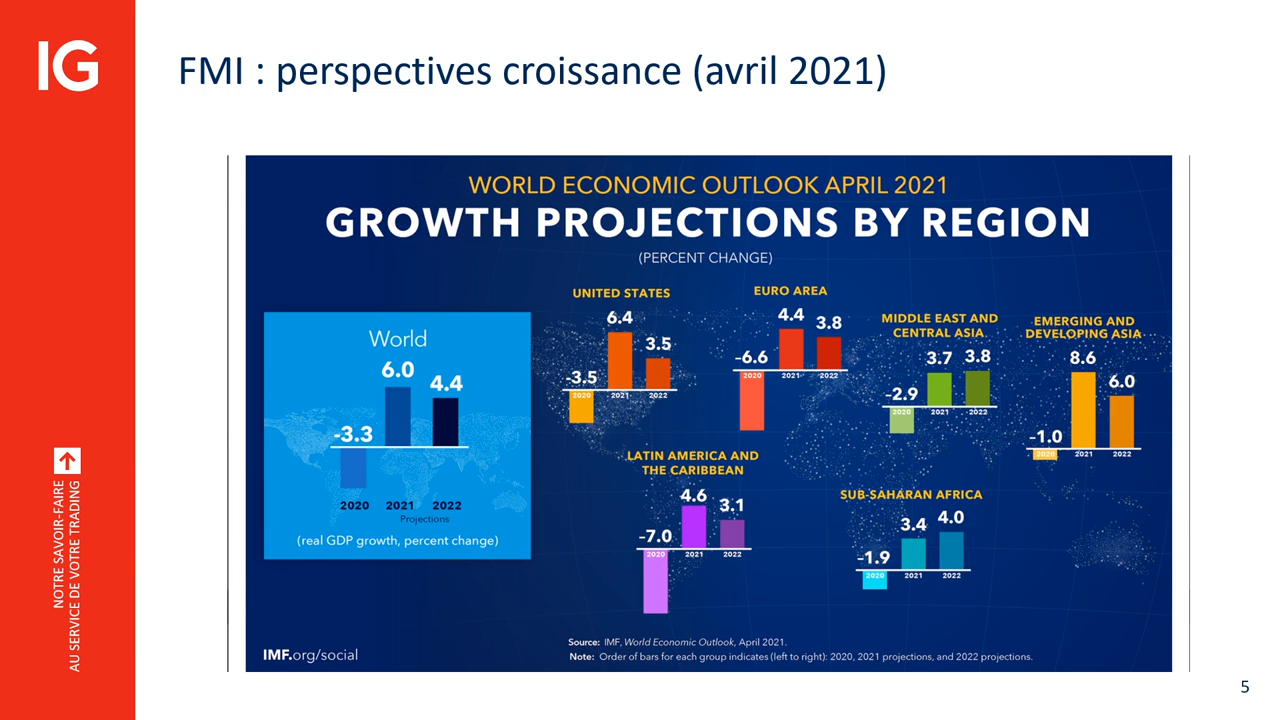 IG
FMI : perspectives croissance (avril 2021)
NOTRE SAVOIR-FAIRE
AU SERVICE DE VOTRE TRADING
WORLD ECONOMIC OUTLOOK APRIL 2021
GROWTH PROJECTIONS BY REGION
(PERCENT CHANGE)
World
-3.3
6.0
4.4
2020 2021 2022
Projections
(real GDP growth, percent change)
UNITED STATES
-3.5
6.4
3.5
2020 2021 2022
EURO AREA
-6.6
4.4
3.8
2020 2021 2022
MIDDLE EAST AND
CENTRAL ASIA
-2.9
3.7
3.8
2020 2021 2022
EMERGING AND
DEVELOPING ASIA
-1.0
8.6
6.0
2020 2021 2022
LATIN AMERICA AND
THE CARIBBEAN
-7.0
4.6
3.1
2020 2021 2022
SUB-SAHARAN AFRICA
-1.9
3.4
4.0
2020 2021 2022
IMF.org/social
Source: IMF, World Economic Outlook, April 2021.
Note: Order of bars for each group indicates (left to right): 2020, 2021 projections, and 2022 projections.
5